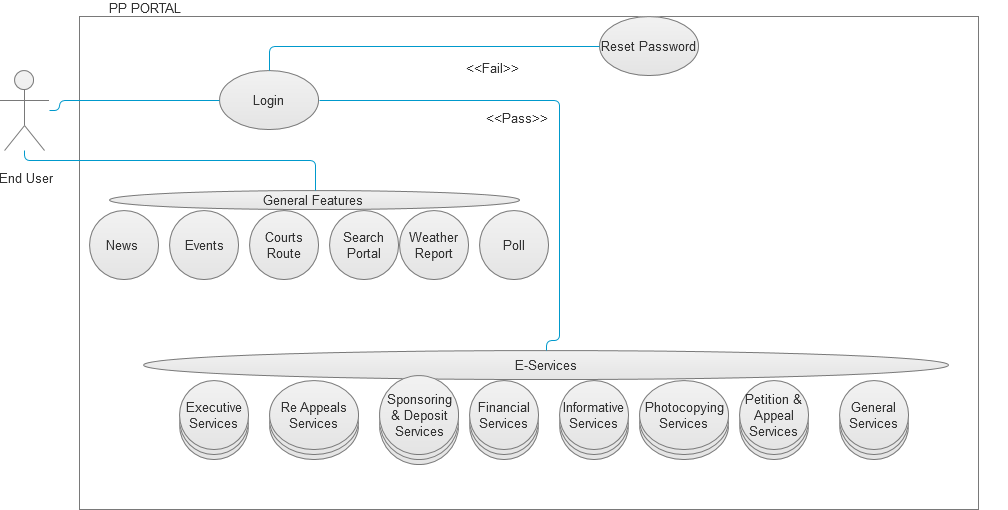 PP PORTAL
Reset Password
<<Fail>>
Login
<<Pass>>
End User
General Features
News
Events
Courts
Route
Search
Portal
Weather
Report
Poll
E-Services
Executive
Services
Re Appeals
Services
Sponsoring
& Deposit
Services
Financial
Services
Informative
Services
Photocopying
Services
Petition &
Appeal
Services
General
Services